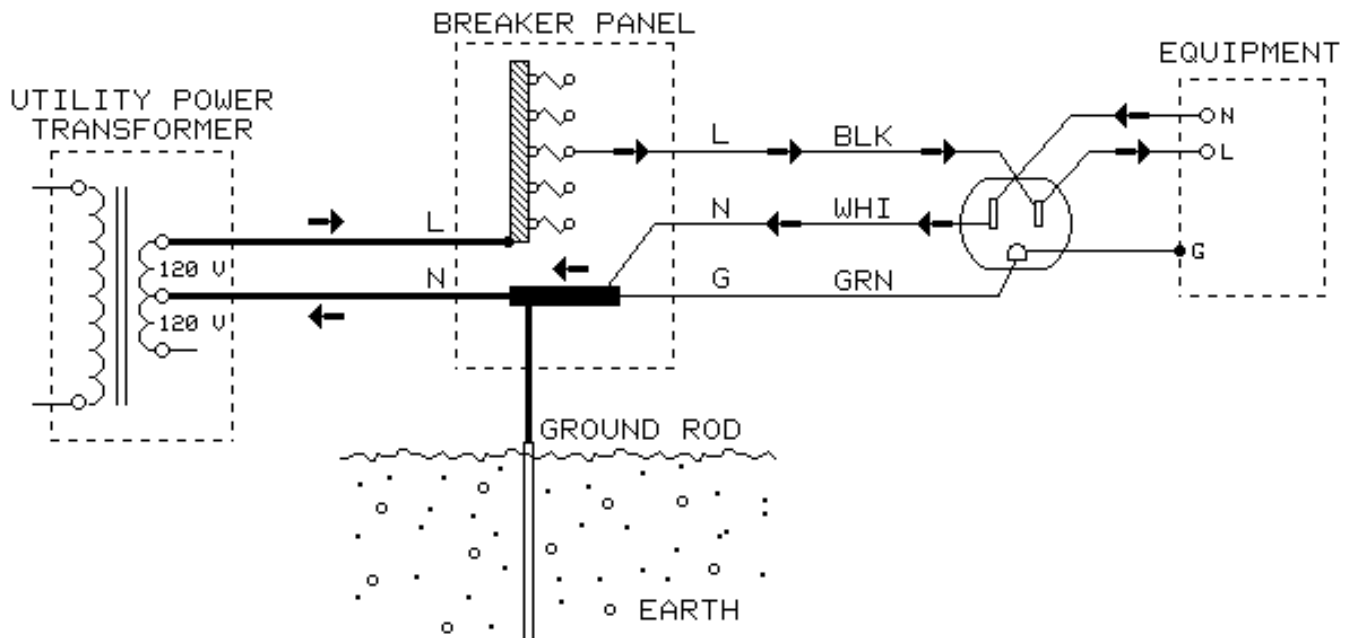 BREAKER PANEL
EQUIPMENT
UTILITY POWER
TRANSFORMER
N
L BLK
L
L
N WHI
120 V
G
N
G GRN
120 V
GROUND ROD
EARTH